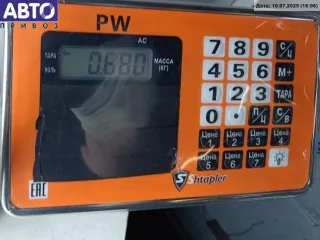 АВТО
ПРИВОЗ
Дата: 10.07.2025 (16:06)
PW
AC
ТАРА
НОЛЬ
0.680
МАССА
(КГ)
7 8 9 С/Ц
4 5 6 М+
1 2 3 ТАРА
0 • П/Ц С/В
Цена 1 Цена 2 Цена 3 Цена 4
Цена 5 Цена 6 Цена 7
EAC
Shtapler